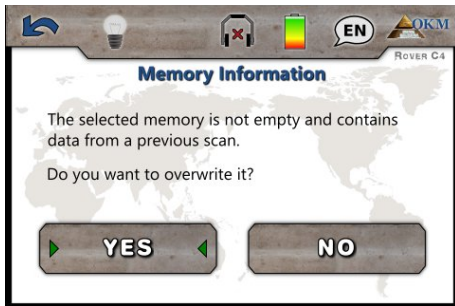 EN
OKM
ROVER C4
Memory Information
The selected memory is not empty and contains
data from a previous scan.
Do you want to overwrite it?
YES
NO